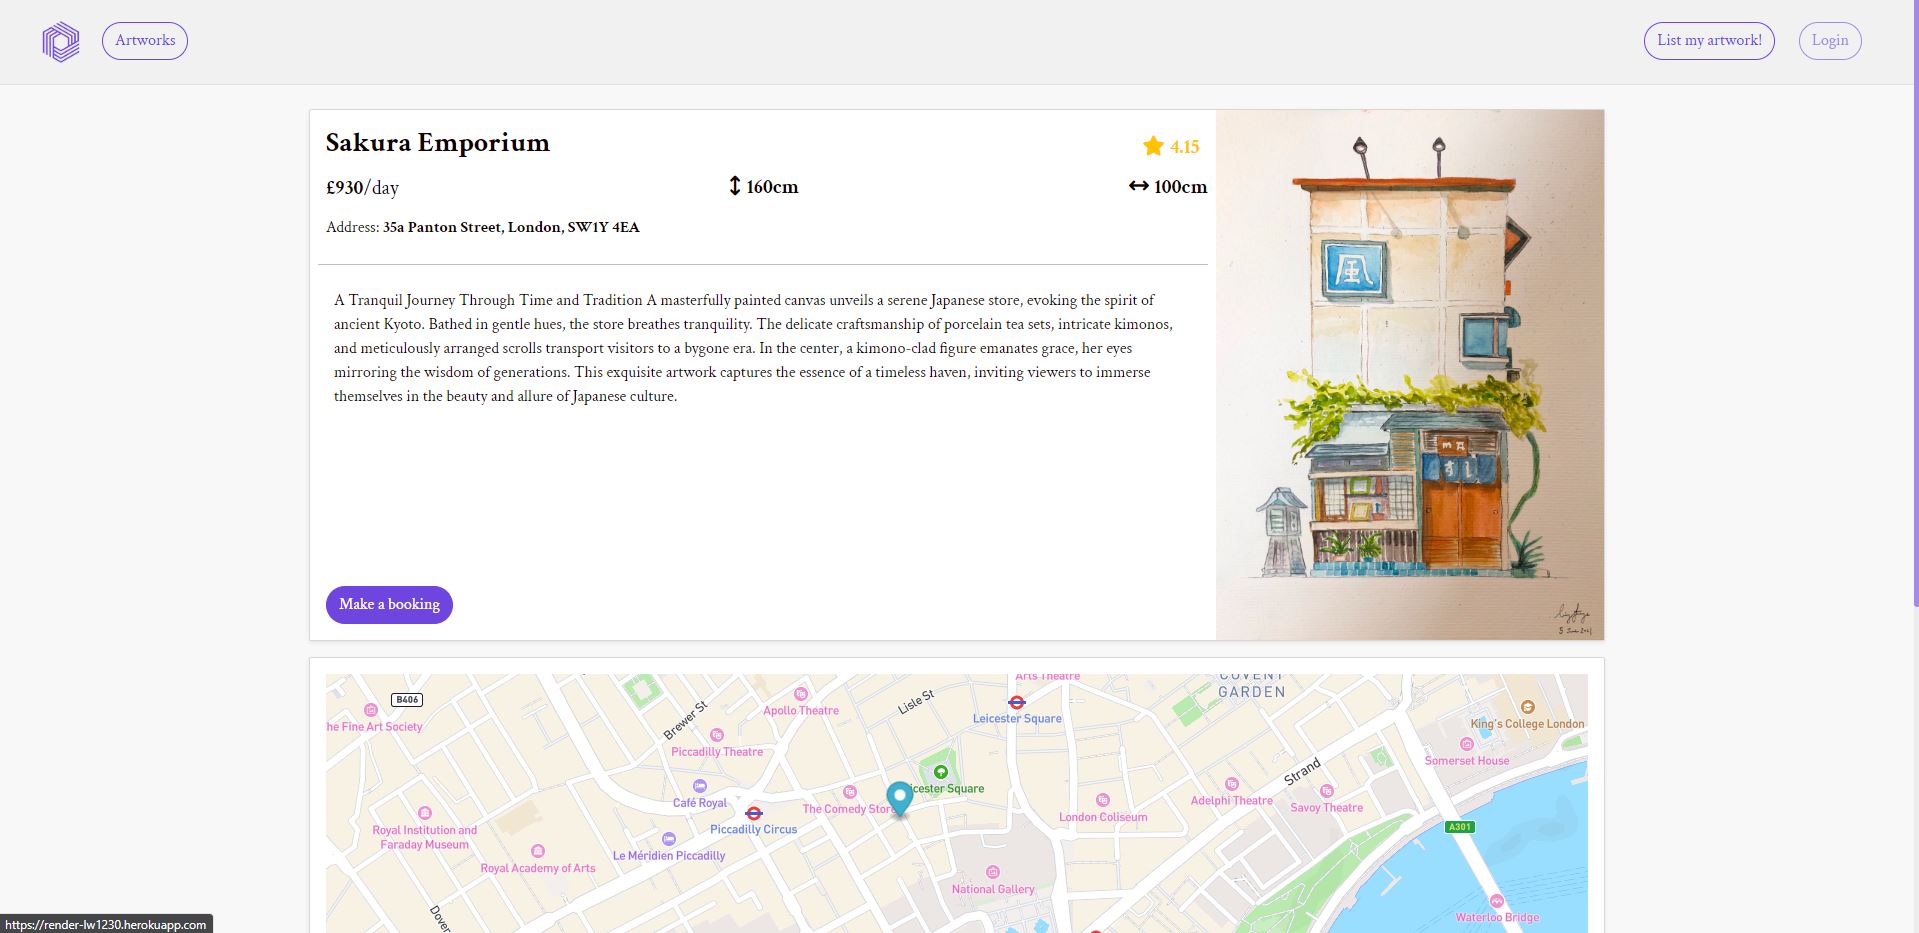 Artworks
List my artwork!
Login
Sakura Emporium
4.15
£930/day
160cm
100cm
Address: 35a Panton Street, London, SW1Y 4EA
A Tranquil Journey Through Time and Tradition A masterfully painted canvas unveils a serene Japanese store, evoking the spirit of
ancient Kyoto. Bathed in gentle hues, the store breathes tranquility. The delicate craftsmanship of porcelain tea sets, intricate kimonos,
and meticulously arranged scrolls transport visitors to a bygone era. In the center, a kimono-clad figure emanates grace, her eyes
mirroring the wisdom of generations. This exquisite artwork captures the essence of a timeless haven, inviting viewers to immerse
themselves in the beauty and allure of Japanese culture.
Make a booking
風
すし
Arts Theatre
COVENT
GARDEN
B406
Apollo Theatre
Lisle St
Leicester Square
he Fine Art Society
Brewer St
King's College London
Piccadilly Theatre
Somerset House
icester Square
Strand
Café Royal
The Comedy Store
Adelphi Theatre
Savoy Theatre
Piccadilly Circus
London Coliseum
Royal Institution and
Faraday Museum
A301
Le Méridien Piccadilly
Royal Academy of Arts
National Gallery
Dover
Waterloo Bridge
https://render-lw1230.herokuapp.com